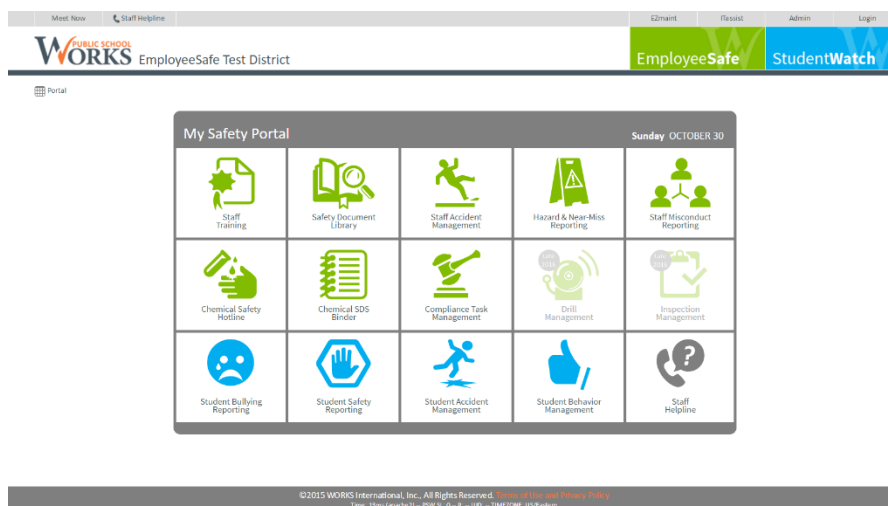 Meet Now
Staff Helpline
E2maint
ITassist
Admin
Login
PUBLIC SCHOOL
WORKS
EmployeeSafe Test District
EmployeeSafe
StudentWatch
Portal
My Safety Portal
Sunday OCTOBER 30
Staff
Training
Safety Document
Library
Staff Accident
Management
Hazard & Near-Miss
Reporting
Staff Misconduct
Reporting
Chemical Safety
Hotline
Chemical SDS
Binder
Compliance Task
Management
Drill
Management
Inspection
Management
Student Bullying
Reporting
Student Safety
Reporting
Student Accident
Management
Student Behavior
Management
Staff
Helpline
©2015 WORKS International, Inc., All Rights Reserved. Terms of Use and Privacy Policy